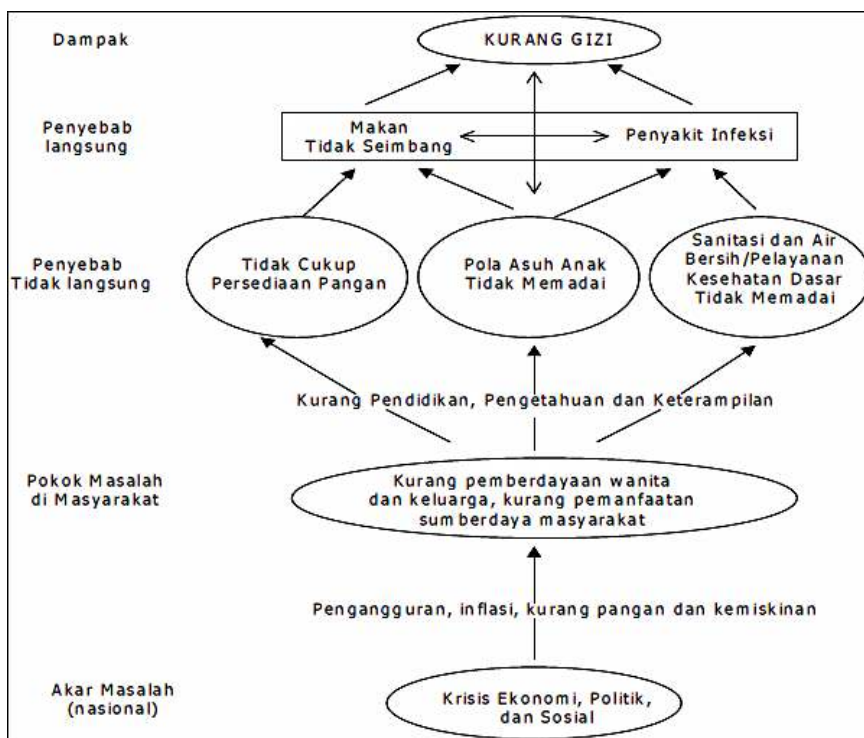 Dampak
KURANG GIZI
Penyebab
langsung
Makan
Tidak Seimbang
Penyakit Infeksi
Penyebab
Tidak langsung
Tidak Cukup
Persediaan Pangan
Pola Asuh Anak
Tidak Memadai
Sanitasi dan Air
Bersih/Pelayanan
Kesehatan Dasar
Tidak Memadai
Kurang Pendidikan, Pengetahuan dan Keterampilan
Pokok Masalah
di Masyarakat
Kurang pemberdayaan wanita
dan keluarga, kurang pemanfaatan
sumberdaya masyarakat
Pengangguran, inflasi, kurang pangan dan kemiskinan
Akar Masalah
(nasional)
Krisis Ekonomi, Politik,
dan Sosial